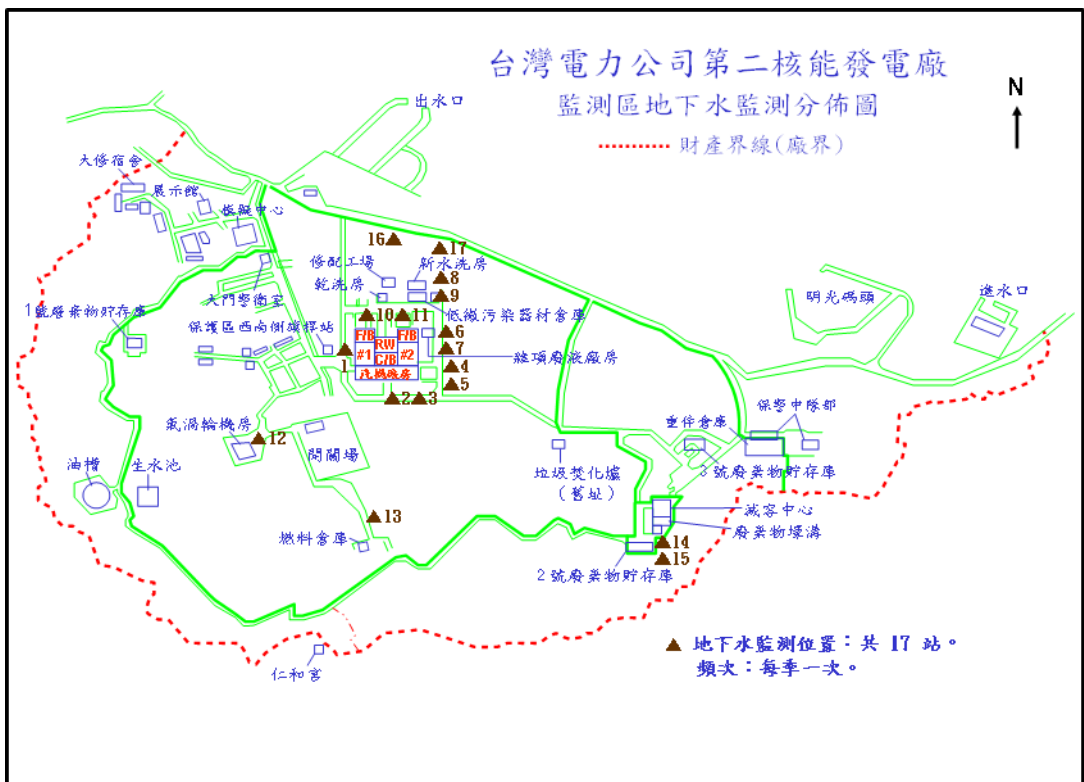 台灣電力公司第二核能發電廠
監測區地下水監測分佈圖
財產界線(廠界)
N
出水口
大修宿舍
展示館
模擬中心
16
17
修配工場
新水洗房
8
乾洗房
9
大門警衛室
明光碼頭
進水口
1號廢棄物貯存庫
保護區西南側旗桿站
10
11
低微污染器材倉庫
F/B
F/B
RW
#1
#2
C/B
汽機廠房
6
7
雜項廢液廠房
1
4
5
2
3
氣渦輪機房
12
開關場
重件倉庫
保警中隊部
3號廢棄物貯存庫
油槽
生水池
垃圾焚化爐
(舊址)
減容中心
廢棄物壕溝
13
燃料倉庫
14
15
2號廢棄物貯存庫
仁和宮
地下水監測位置：共 17 站。
頻次：每季一次。